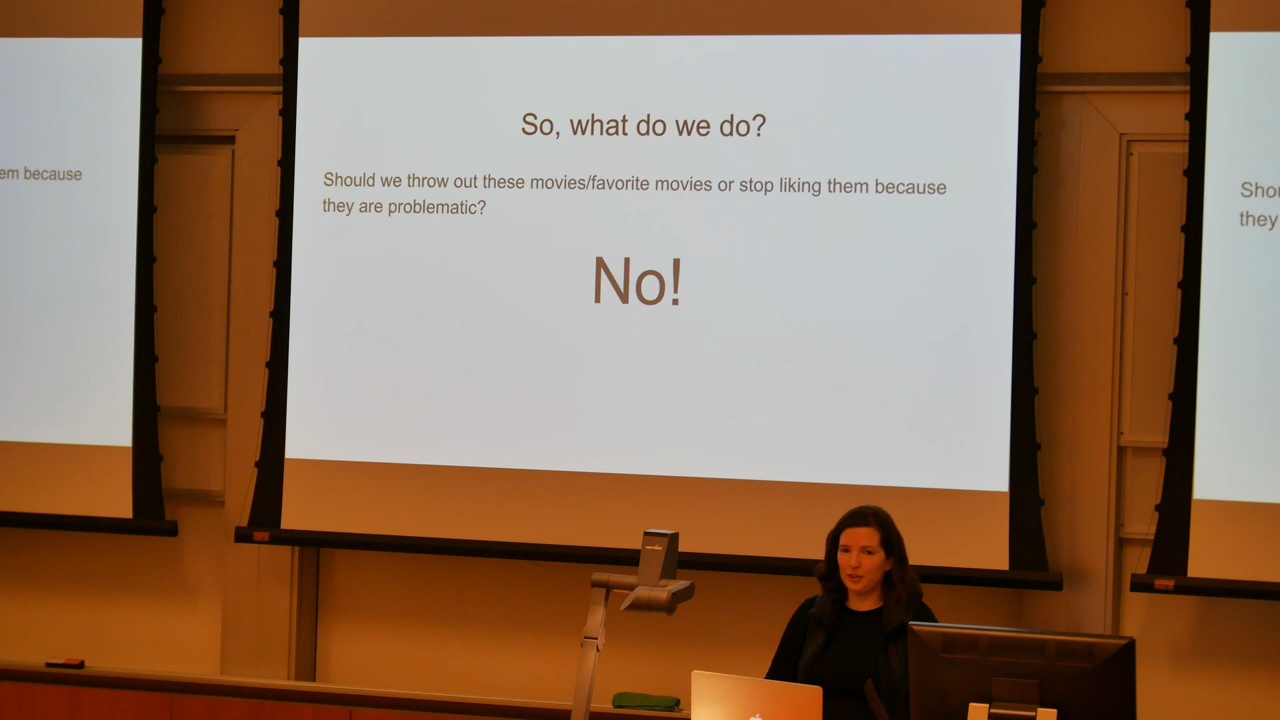 So, what do we do?
em because
Should we throw out these movies/favorite movies or stop liking them because
they are problematic?
No!
Shou
they